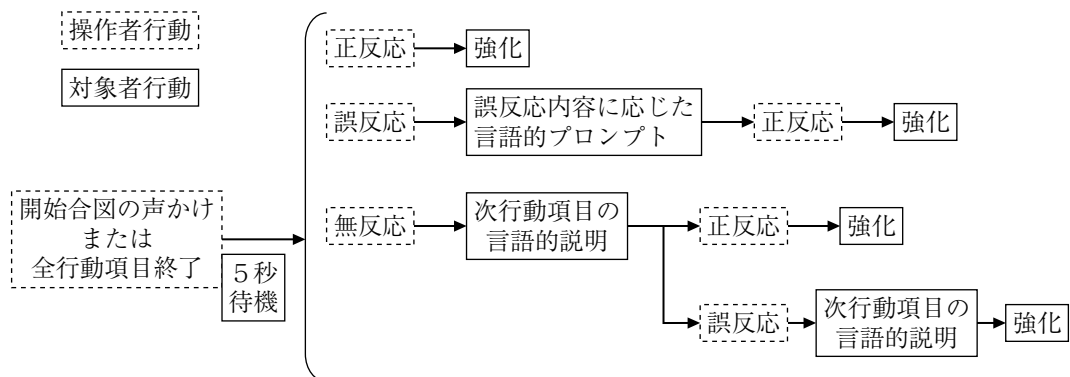 操作者行動
対象者行動
正反応
強化
誤反応
誤反応内容に応じた
言語的プロンプト
正反応
強化
開始合図の声かけ
または
全行動項目終了
5秒
待機
無反応
次行動項目の
言語的説明
正反応
強化
誤反応
次行動項目の
言語的説明
強化